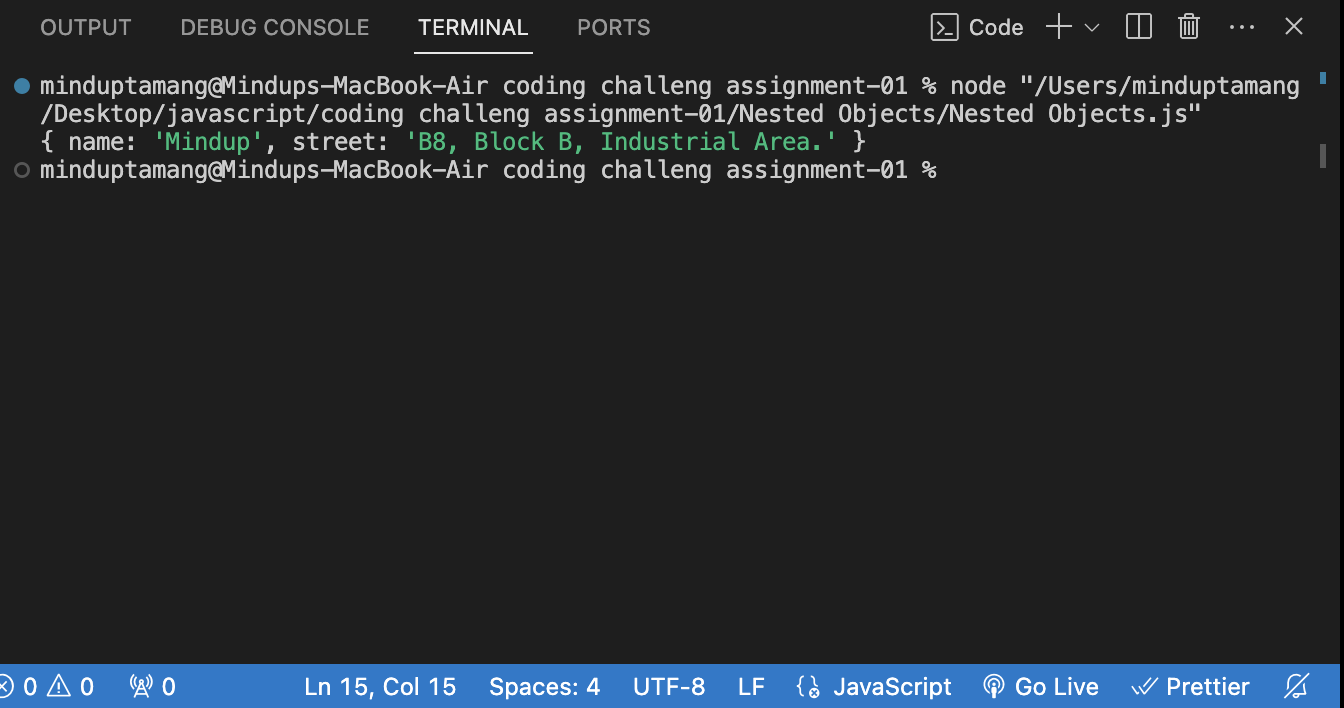 OUTPUT DEBUG CONSOLE TERMINAL PORTS Code
minduptamang@Mindups-MacBook-Air coding challeng assignment-01 % node "/Users/minduptamang
/Desktop/javascript/coding challeng assignment-01/Nested Objects/Nested Objects.js"
{ name: 'Mindup', street: 'B8, Block B, Industrial Area.' }
minduptamang@Mindups-MacBook-Air coding challeng assignment-01 %
0 0 0 Ln 15, Col 15 Spaces: 4 UTF-8 LF JavaScript Go Live Prettier